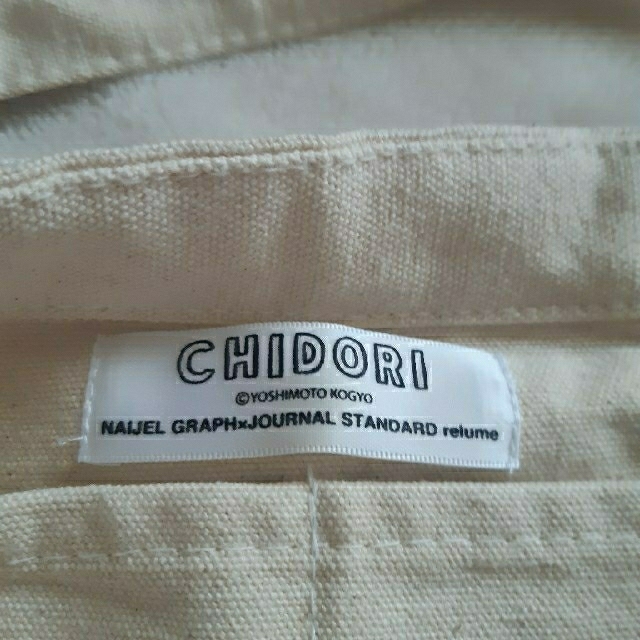 CHIDORI
©YOSHIMOTO KOGYO
NAIJEL GRAPH×JOURNAL STANDARD relume